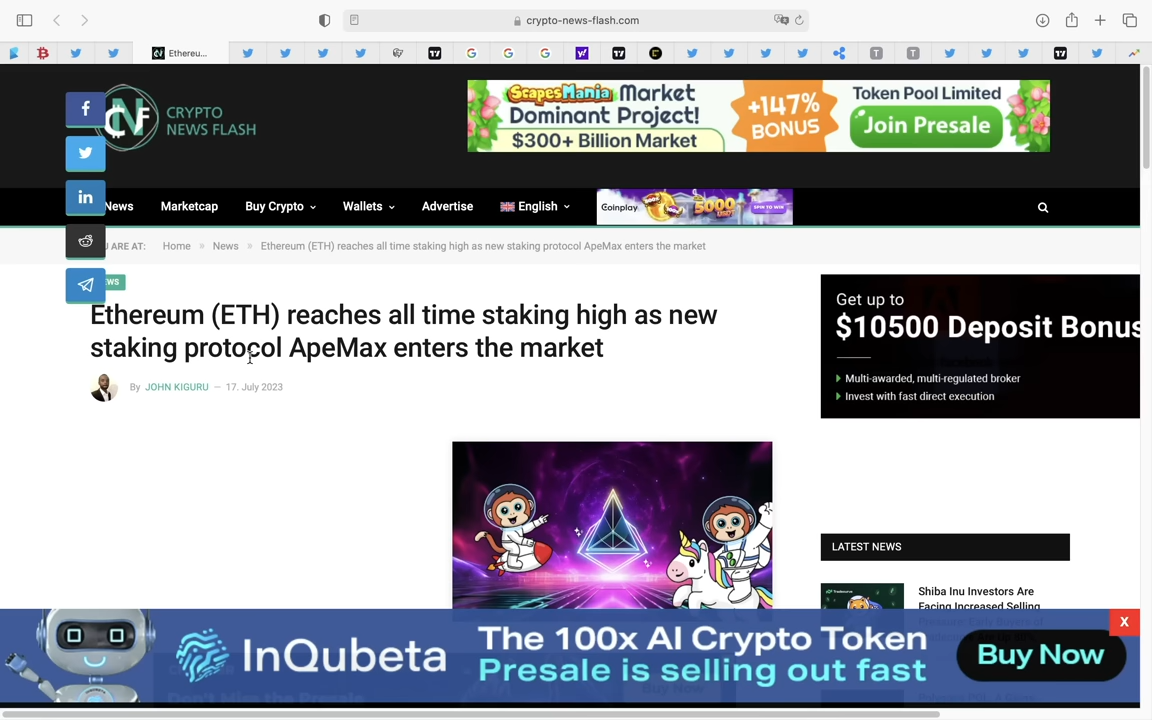 crypto-news-flash.com
Ethereu...
CRYPTO
NEWS FLASH
ScapesMania Market
Dominant Project!
$300+ Billion Market
+147%
BONUS
Token Pool Limited
Join Presale
News
Marketcap
Buy Crypto
Wallets
Advertise
English
Coinplay
5000
SPIN TO WIN
ARE AT:
Home
»
News
»
Ethereum (ETH) reaches all time staking high as new staking protocol ApeMax enters the market
Ethereum (ETH) reaches all time staking high as new
staking protocol ApeMax enters the market
By JOHN KIGURU — 17. July 2023
Get up to
$10500 Deposit Bonus
Multi-awarded, multi-regulated broker
Invest with fast direct execution
LATEST NEWS
Shiba Inu Investors Are
Facing Increased Selling
InQubeta
The 100x AI Crypto Token
Presale is selling out fast
Buy Now
X